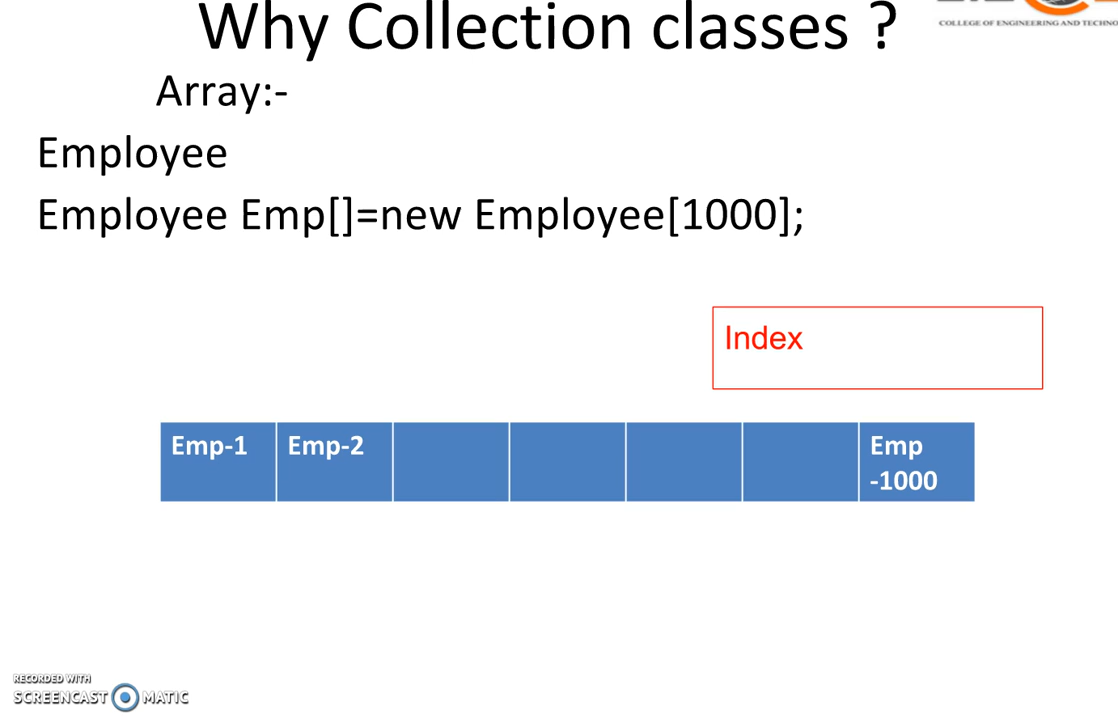 Why Collection classes ?
COLLEGE OF ENGINEERING AND TECHNO
Array:-
Employee
Employee Emp[]=new Employee[1000];
Index
Emp-1 Emp-2 Emp
-1000
RECORDED WITH
SCREENCAST MATIC